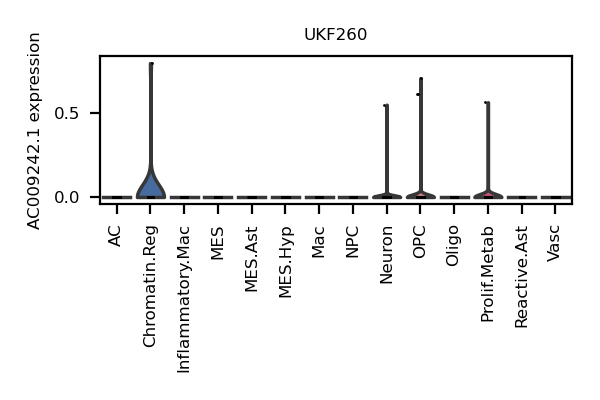 UKF260
AC009242.1 expression
0.5
0.0
AC
Chromatin.Reg
Inflammatory.Mac
MES
MES.Ast
MES.Hyp
Mac
NPC
Neuron
OPC
Oligo
Prolif.Metab
Reactive.Ast
Vasc